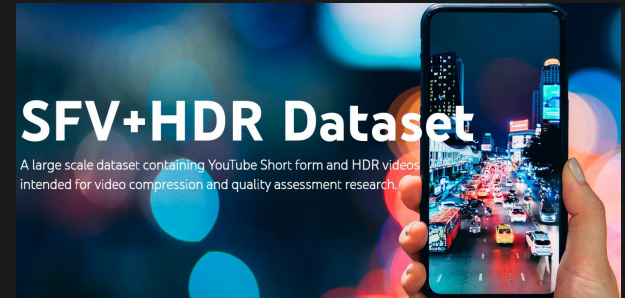 SFV+HDR Dataset
A large scale dataset containing YouTube Short form and HDR videos
intended for video compression and quality assessment research.